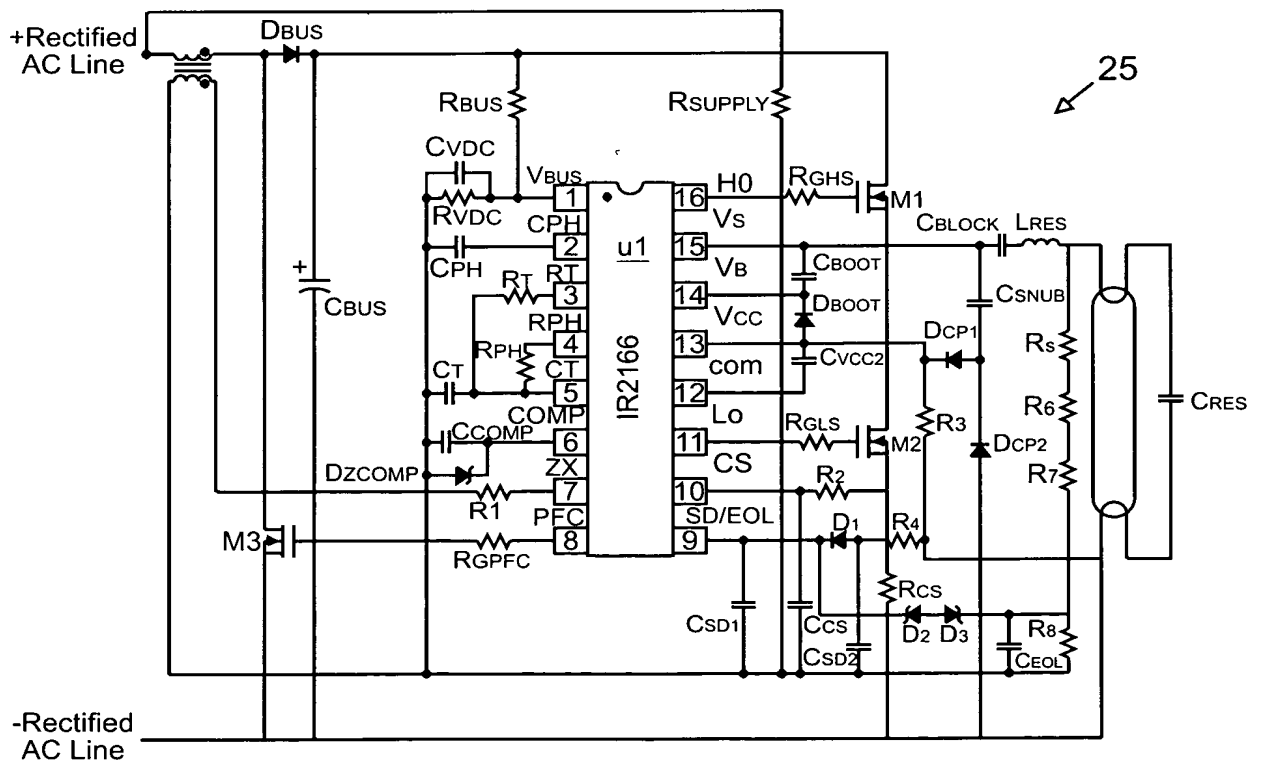 +Rectified
AC Line
DBUS
25
RBUS
RSUPPLY
CVDC
VBUS
RVDC
1
16
H0
RGHS
M1
CPH
VS
CBLOCK
LRES
CPH
2
u1
15
VB
CBOOT
+
CBUS
RT
RT
3
14
VCC
DBOOT
CSNUB
RPH
RPH
4
13
com
CVCC2
DCP1
RS
CT
CT
5
IR2166
12
Lo
R3
R6
CRES
COMP
CCOMP
6
11
CS
RGLS
M2
DCP2
DZCOMP
ZX
R1
7
10
R2
R7
SD/EOL
M3
PFC
RGPFC
8
9
D1
R4
RCS
CSD1
CCS
CSD2
D2
D3
CEOL
R8
-Rectified
AC Line